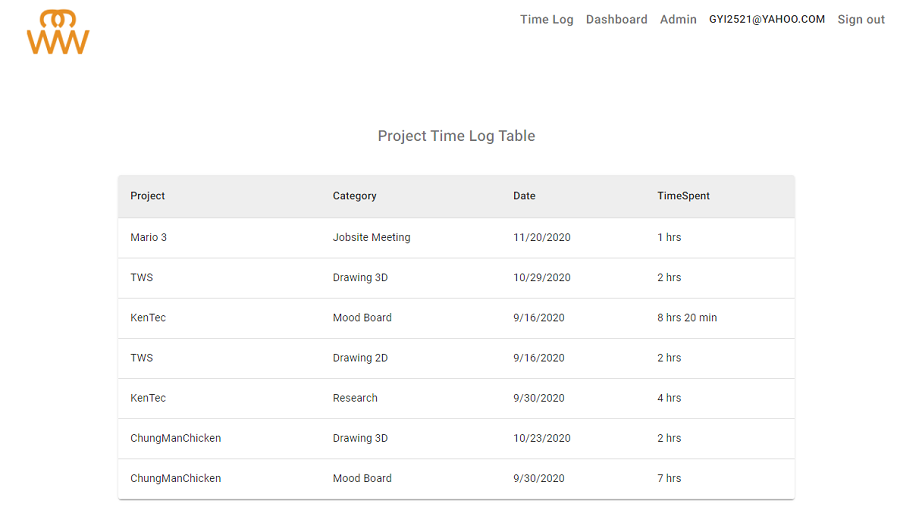 WW
Time Log Dashboard Admin GYI2521@YAHOO.COM Sign out
Project Time Log Table
Project Category Date TimeSpent
Mario 3 Jobsite Meeting 11/20/2020 1 hrs
TWS Drawing 3D 10/29/2020 2 hrs
KenTec Mood Board 9/16/2020 8 hrs 20 min
TWS Drawing 2D 9/16/2020 2 hrs
KenTec Research 9/30/2020 4 hrs
ChungManChicken Drawing 3D 10/23/2020 2 hrs
ChungManChicken Mood Board 9/30/2020 7 hrs